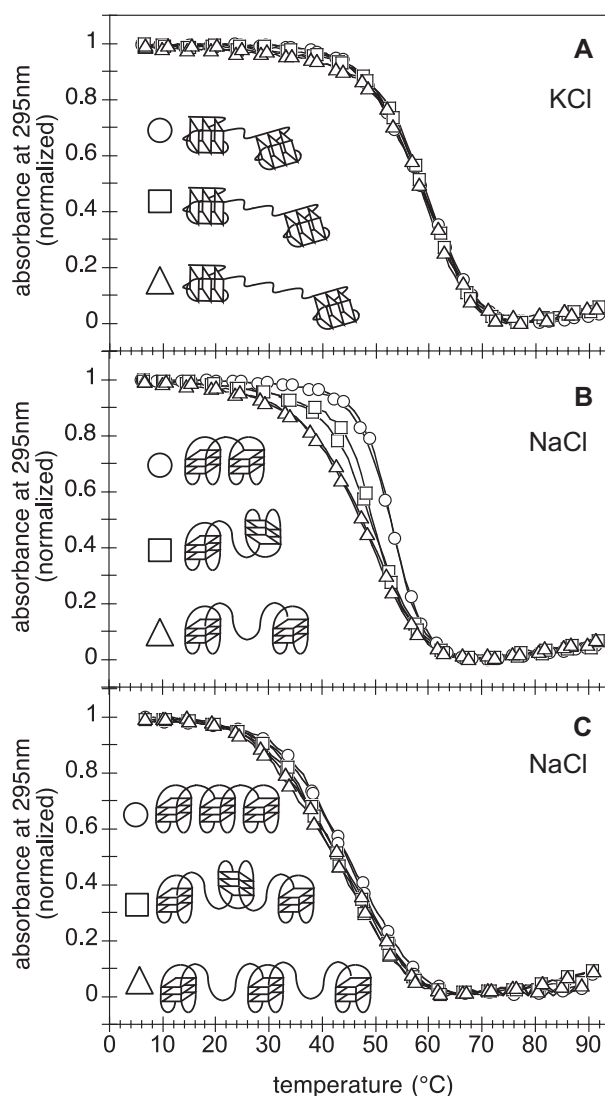 absorbance at 295nm
(normalized)
1
0.8
0.6
0.4
0.2
0
A
KCl
absorbance at 295nm
(normalized)
1
0.8
0.6
0.4
0.2
0
B
NaCl
absorbance at 295nm
(normalized)
1
0.8
0.6
0.4
0.2
0
C
NaCl
0 10 20 30 40 50 60 70 80 90
temperature (°C)